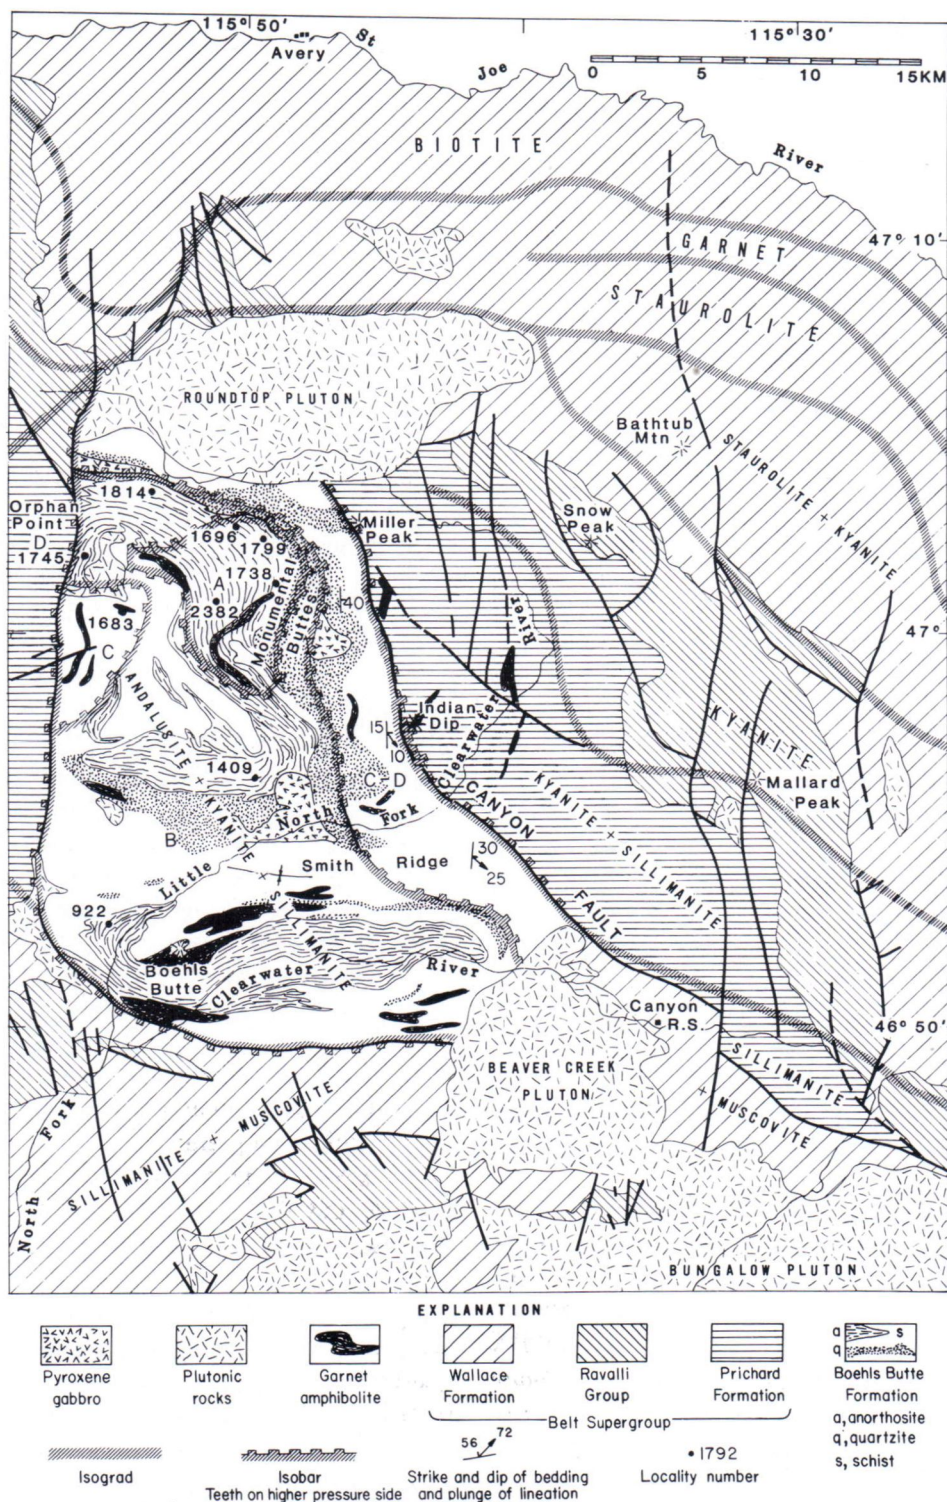 115° 50'
115° 30'
Avery
St
Joe
River
0 5 10 15KM
BIOTITE
47° 10'
GARNET
STAUROLITE
ROUNDTOP PLUTON
Bathtub
Mtn
STAUROLITE + KYANITE
Orphan
Point
D
1745
1814
1696
1799
1738
A
2382
Monumental
Buttes
Miller
Peak
Snow
Peak
40
River
47°
1683
C
ANDALUSITE + KYANITE + SILLIMANITE
Indian
Dip
15
10
Clearwater
KYANITE
Mallard
Peak
1409
C
D
North
Fork
CANYON
FAULT
KYANITE + SILLIMANITE
B
Little
Smith
Ridge
30
25
922
Boehls
Butte
Clearwater
River
Canyon
R.S.
46° 50'
BEAVER CREEK
PLUTON
SILLIMANITE
+ MUSCOVITE
SILLIMANITE + MUSCOVITE
Fork
North
BUNGALOW PLUTON
EXPLANATION
a s
q
Pyroxene
gabbro
Plutonic
rocks
Garnet
amphibolite
Wallace
Formation
Ravalli
Group
Prichard
Formation
Boehls Butte
Formation
a, anorthosite
q, quartzite
s, schist
Belt Supergroup
56 72
•1792
Isograd
Isobar
Teeth on higher pressure side
Strike and dip of bedding
and plunge of lineation
Locality number